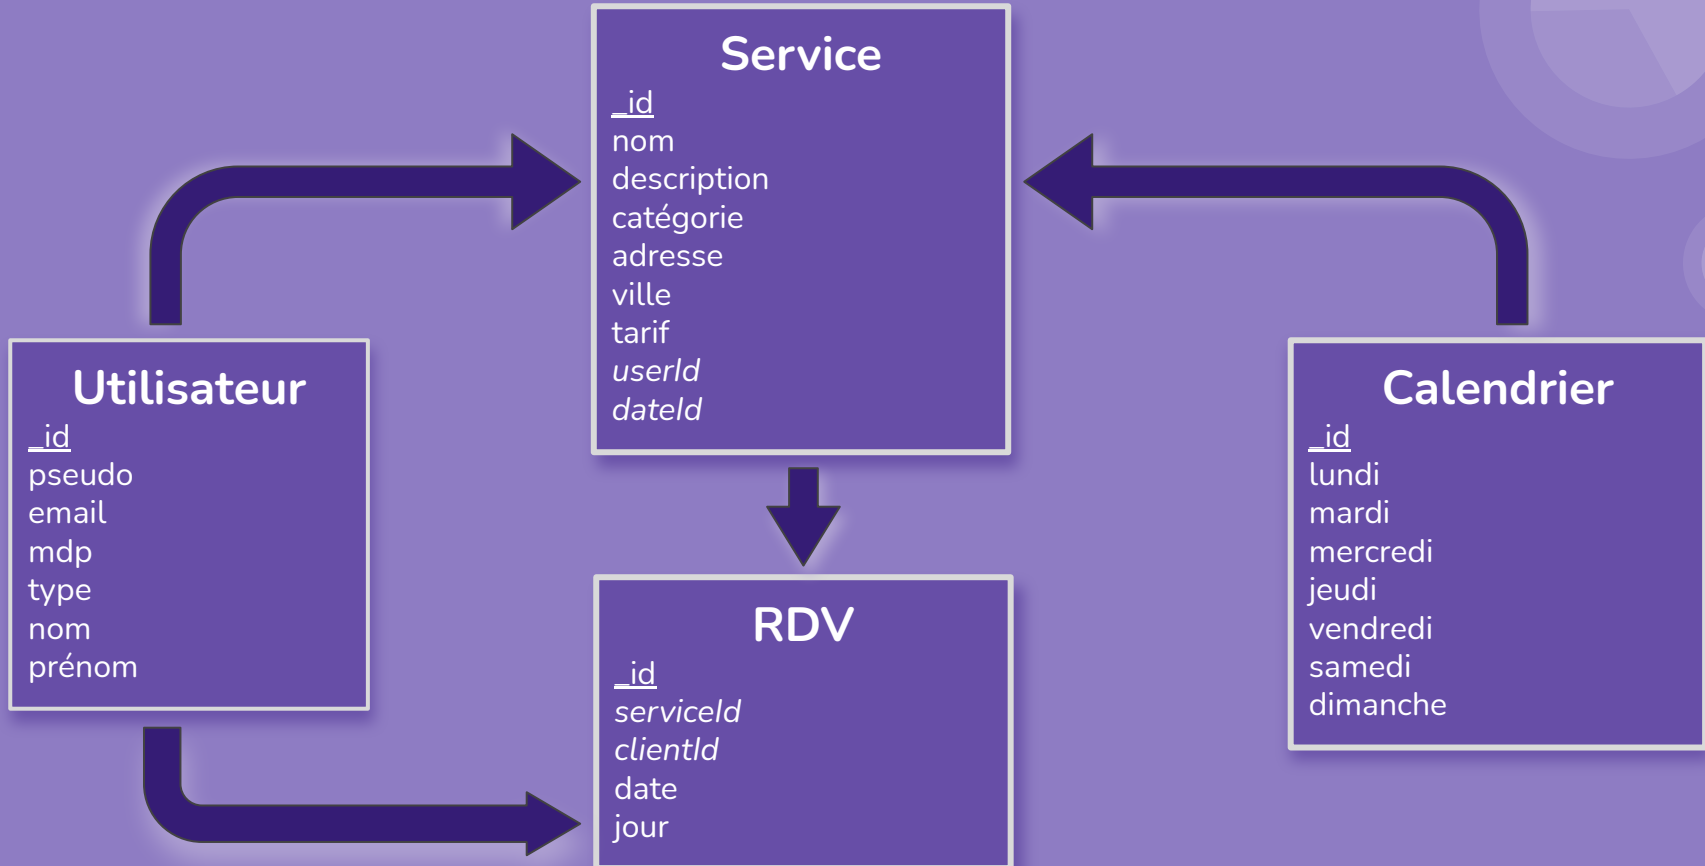 Service
_id
nom
description
catégorie
adresse
ville
tarif
userId
dateId
Utilisateur
_id
pseudo
email
mdp
type
nom
prénom
Calendrier
_id
lundi
mardi
mercredi
jeudi
vendredi
samedi
dimanche
RDV
_id
serviceId
clientId
date
jour